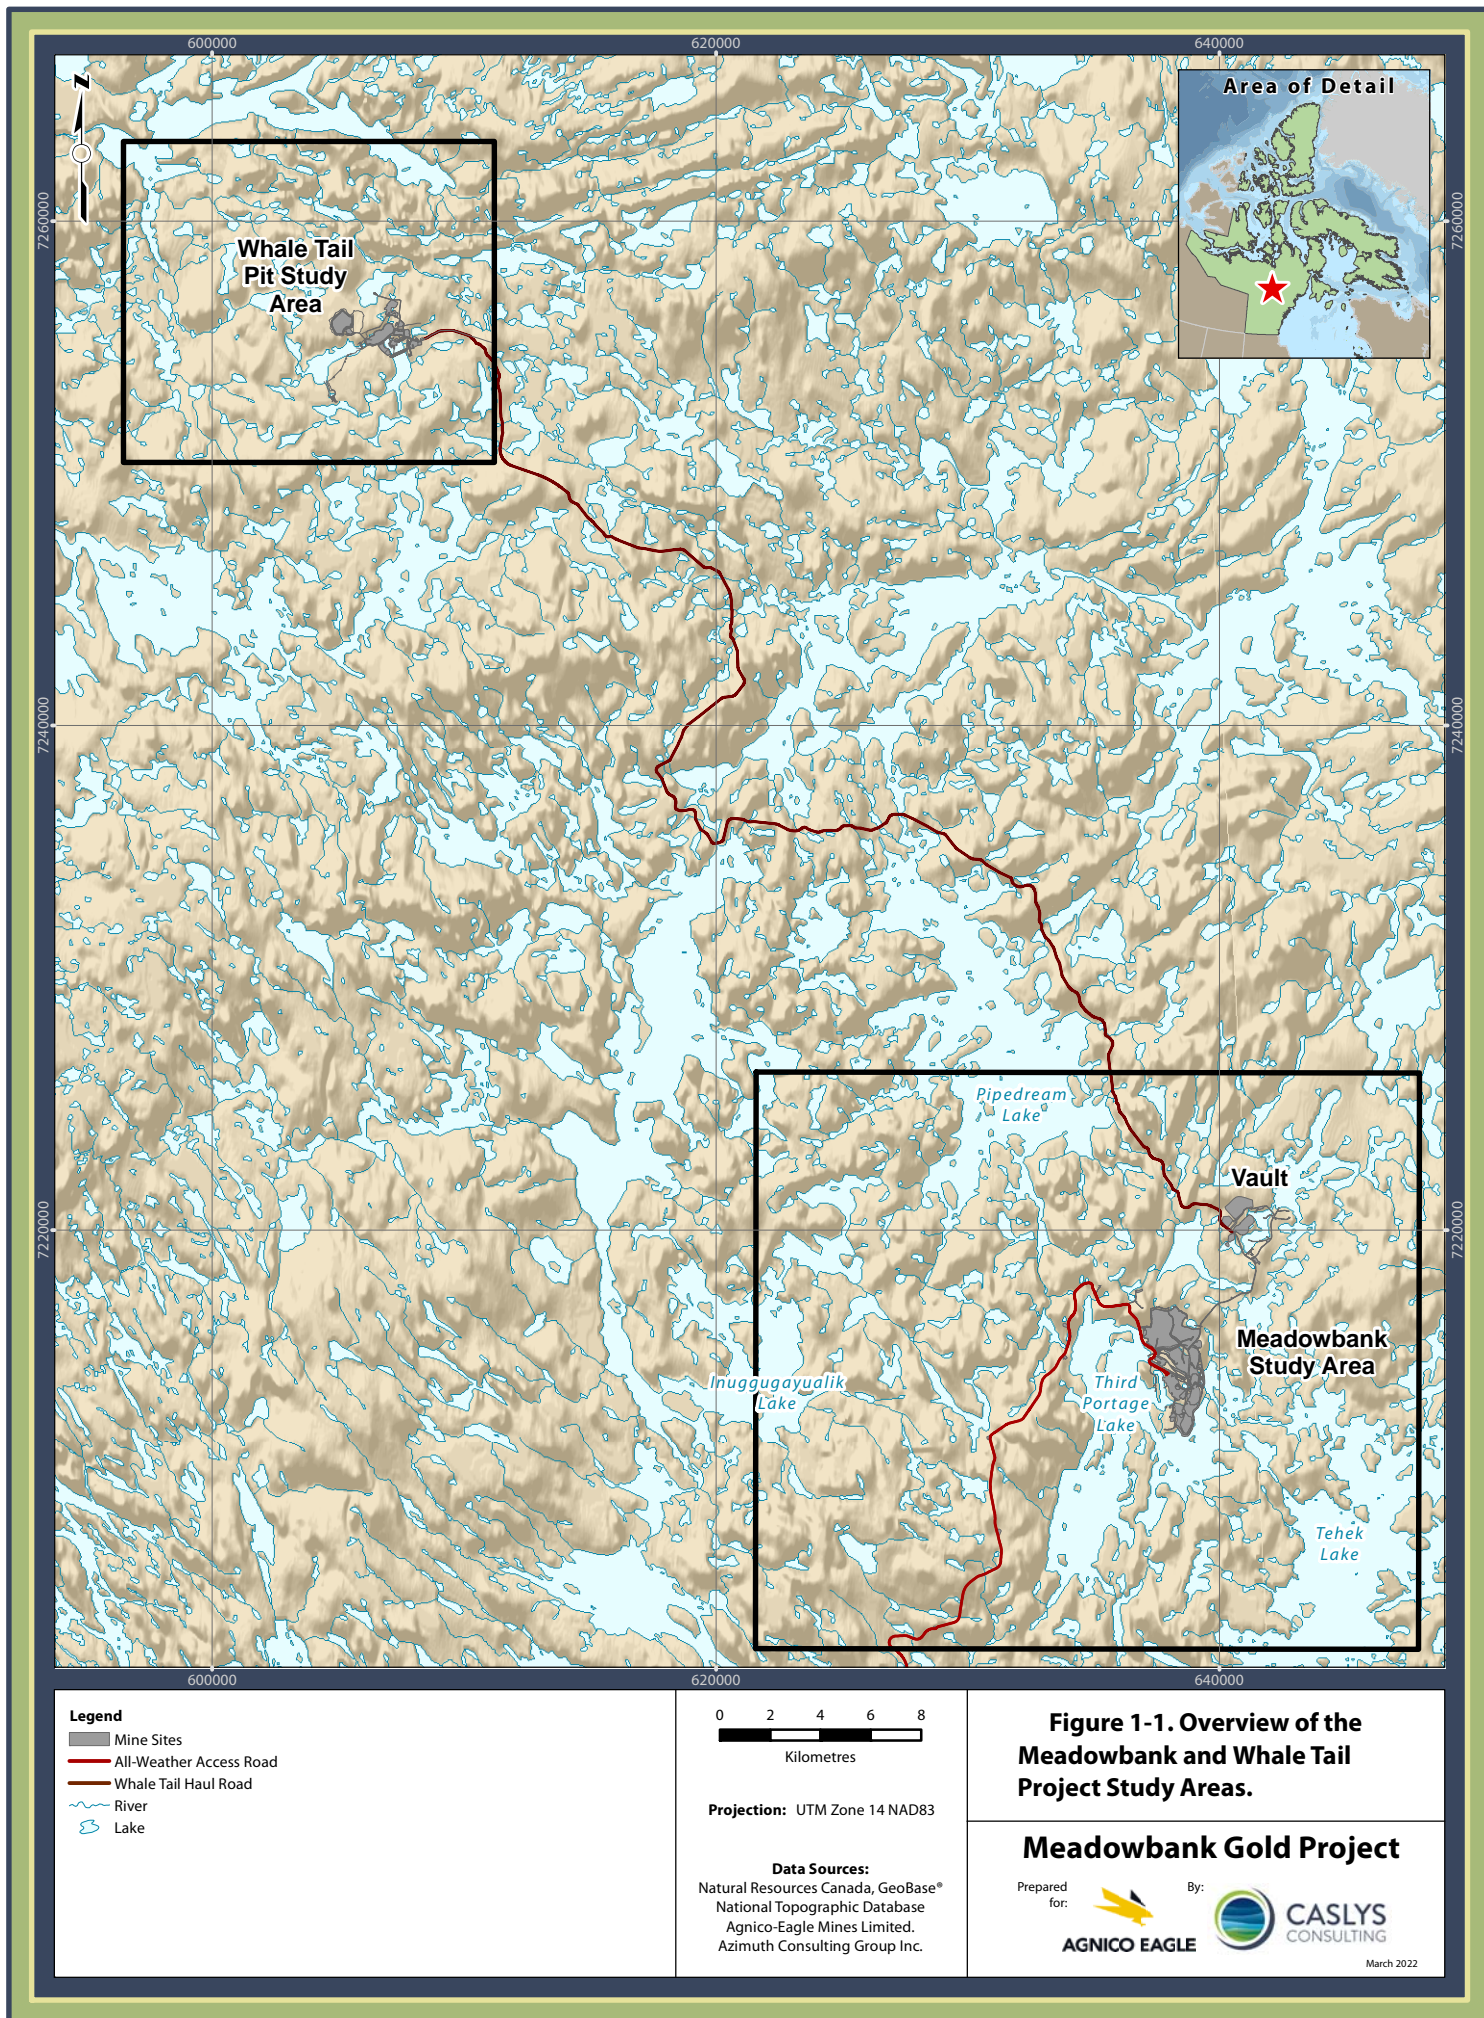 600000
620000
640000
N
Area of Detail
7260000
7260000
Whale Tail
Pit Study
Area
7240000
7240000
Pipedream
Lake
Vault
7220000
7220000
Meadowbank
Study Area
Inuggugayualik
Lake
Third
Portage
Lake
Tehek
Lake
600000
620000
640000
Legend
Mine Sites
All-Weather Access Road
Whale Tail Haul Road
River
Lake
0 2 4 6 8
Kilometres
Projection: UTM Zone 14 NAD83
Data Sources:
Natural Resources Canada, GeoBase®
National Topographic Database
Agnico-Eagle Mines Limited.
Azimuth Consulting Group Inc.
Figure 1-1. Overview of the
Meadowbank and Whale Tail
Project Study Areas.
Meadowbank Gold Project
Prepared
for:
AGNICO EAGLE
By:
CASLYS
CONSULTING
March 2022